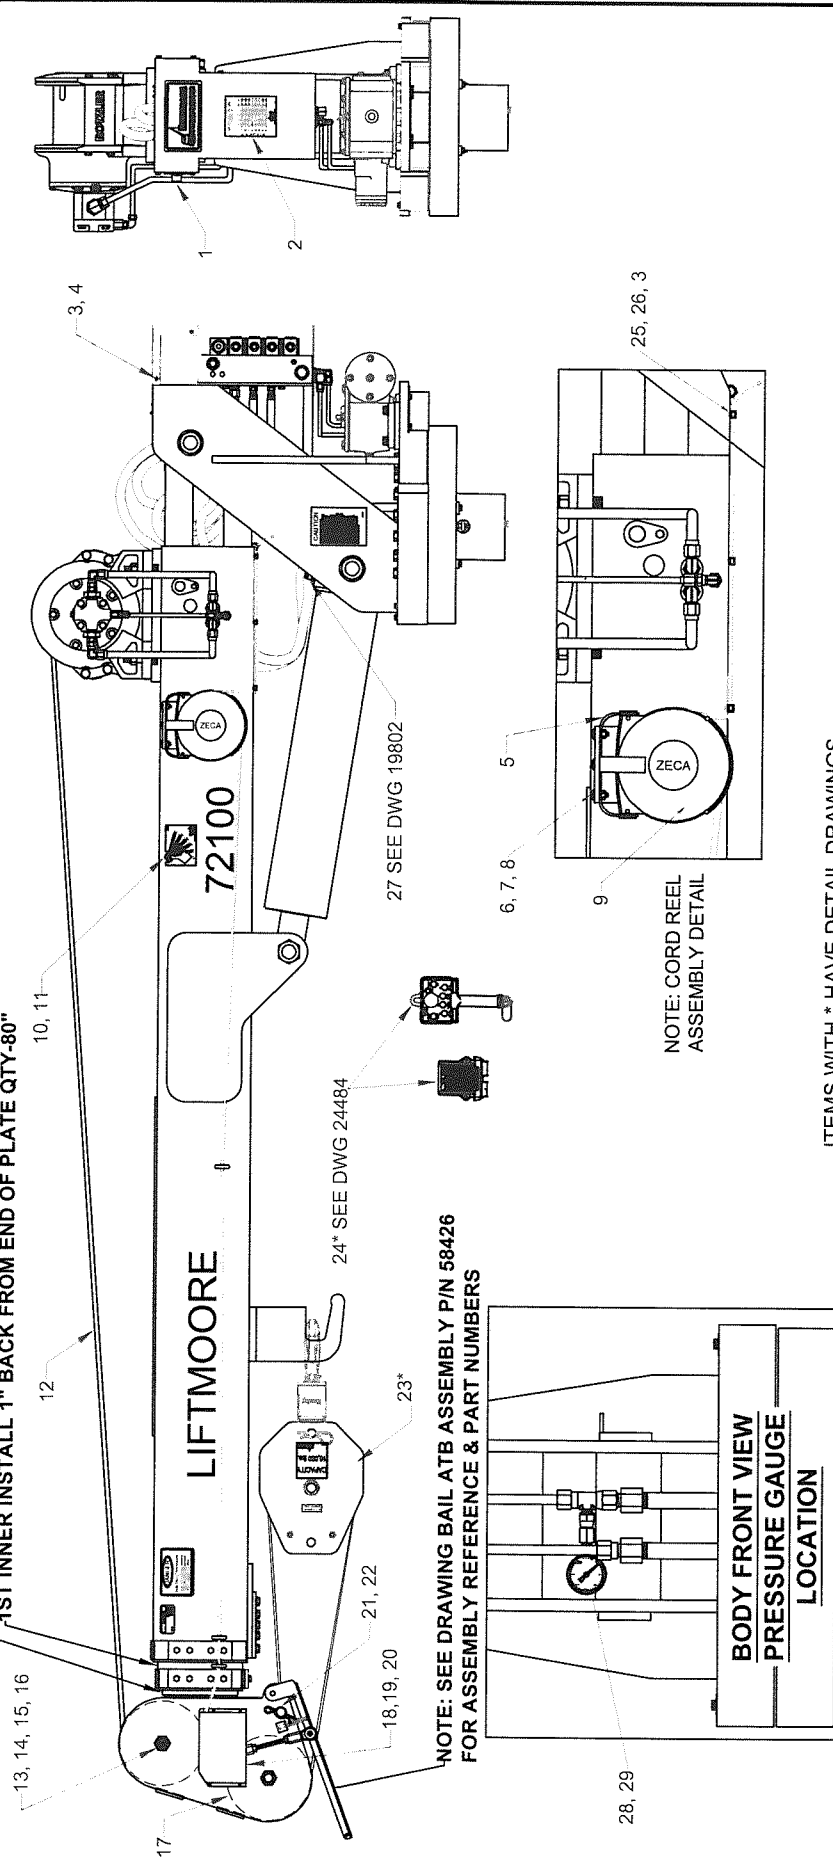 1ST INNER INSTALL 1" BACK FROM END OF PLATE QTY-80"
13, 14, 15, 16
12
10, 11
3, 4
1
2
17
LIFTMOORE
72100
ZECA
CAUTION
ROTZLER
CAPACITY
23*
21, 22
18,19, 20
24* SEE DWG 24484
27 SEE DWG 19802
NOTE: SEE DRAWING BAIL ATB ASSEMBLY P/N 58426
FOR ASSEMBLY REFERENCE & PART NUMBERS
28, 29
BODY FRONT VIEW
PRESSURE GAUGE
LOCATION
6, 7, 8
5
9
ZECA
25, 26, 3
NOTE: CORD REEL
ASSEMBLY DETAIL
ITEMS WITH * HAVE DETAIL DRAWINGS